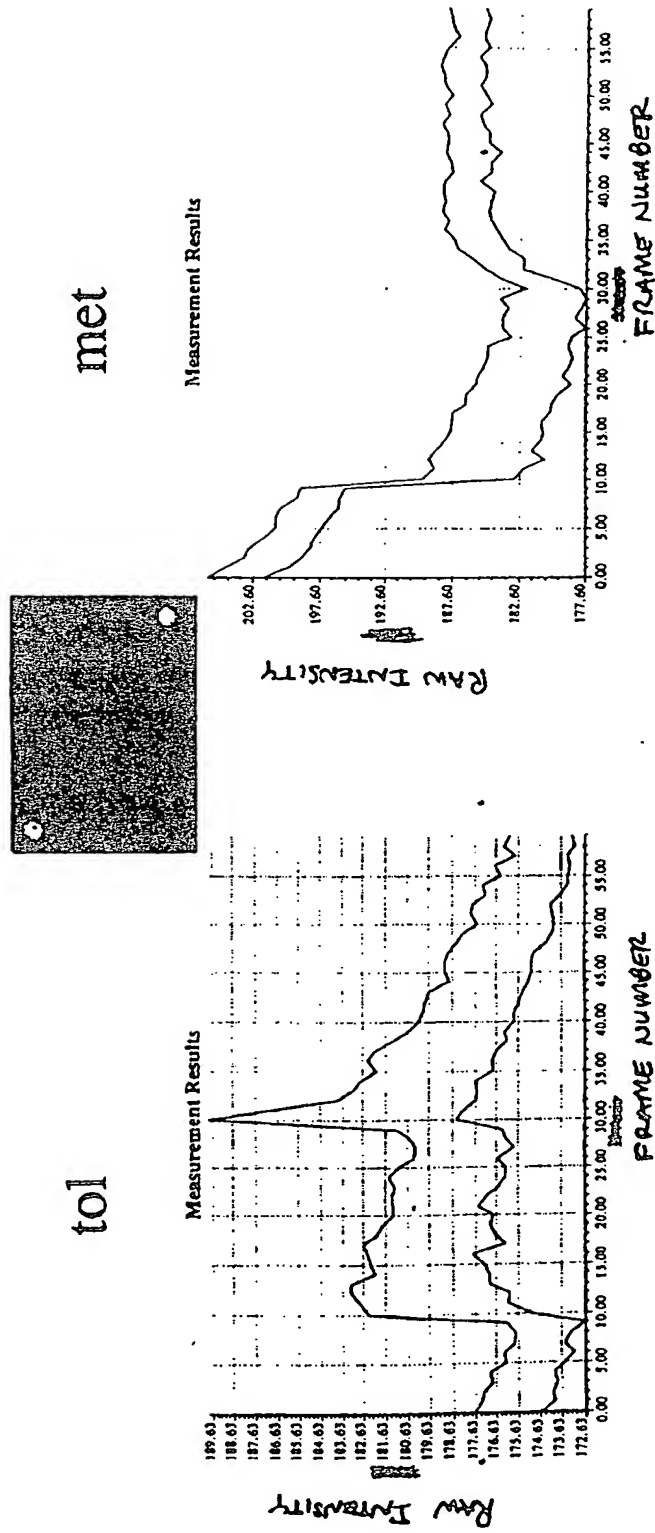 tol
Measurement Results
RAW INTENSITY
189.63
188.63
187.63
186.63
185.63
184.63
183.63
182.63
181.63
180.63
179.63
178.63
177.63
176.63
175.63
174.63
173.63
172.63
0.00 5.00 10.00 15.00 20.00 25.00 30.00 35.00 40.00 45.00 50.00 55.00
FRAME NUMBER
met
Measurement Results
RAW INTENSITY
202.60
197.60
192.60
187.60
182.60
177.60
0.00 5.00 10.00 15.00 20.00 25.00 30.00 35.00 40.00 45.00 50.00 55.00
FRAME NUMBER